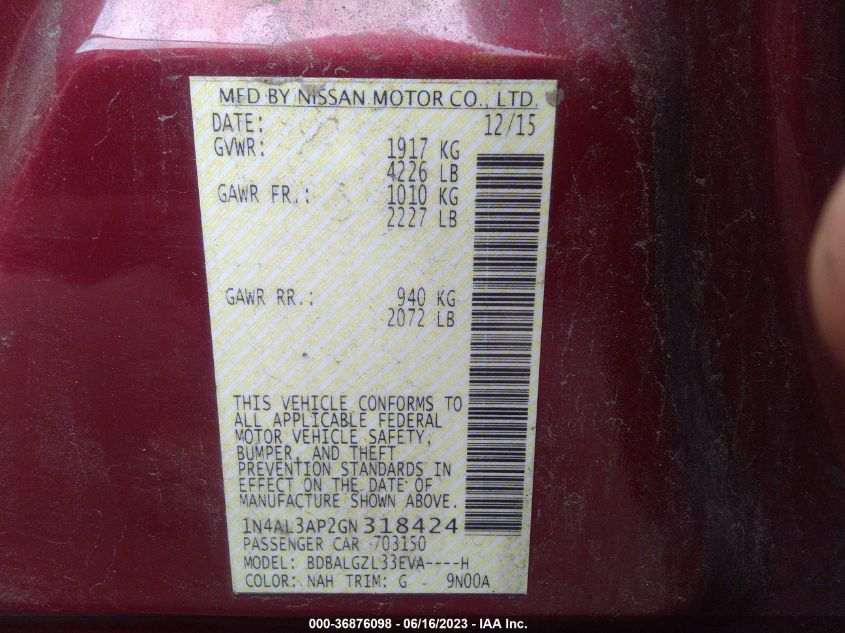 MFD BY NISSAN MOTOR CO., LTD.
DATE: 12/15
GVWR: 1917 KG
4226 LB
GAWR FR.: 1010 KG
2227 LB
GAWR RR.: 940 KG
2072 LB
THIS VEHICLE CONFORMS TO
ALL APPLICABLE FEDERAL
MOTOR VEHICLE SAFETY,
BUMPER, AND THEFT
PREVENTION STANDARDS IN
EFFECT ON THE DATE OF
MANUFACTURE SHOWN ABOVE.
1N4AL3AP2GN318424
PASSENGER CAR 703150
MODEL: BDBALGZL33EVA----H
COLOR: NAH TRIM: G - 9N00A
000-36876098 - 06/16/2023 - IAA Inc.